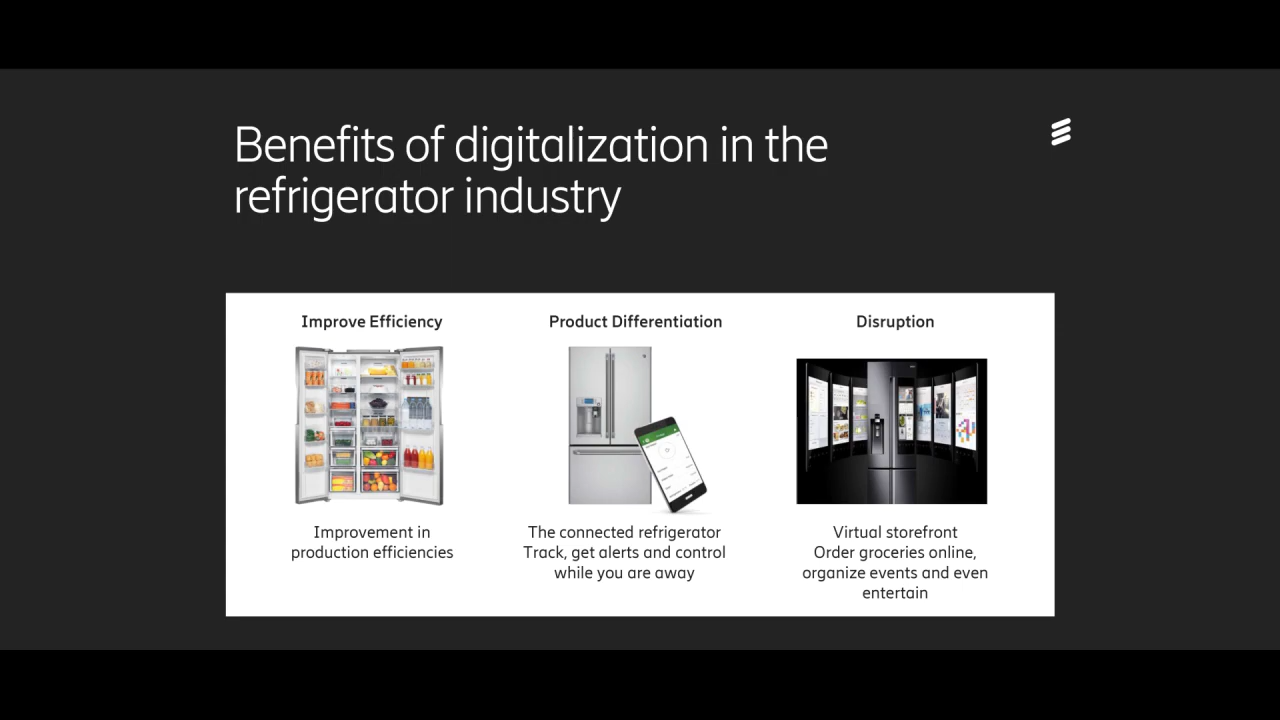 Benefits of digitalization in the
refrigerator industry
Improve Efficiency
Improvement in
production efficiencies
Product Differentiation
The connected refrigerator
Track, get alerts and control
while you are away
Disruption
Virtual storefront
Order groceries online,
organize events and even
entertain